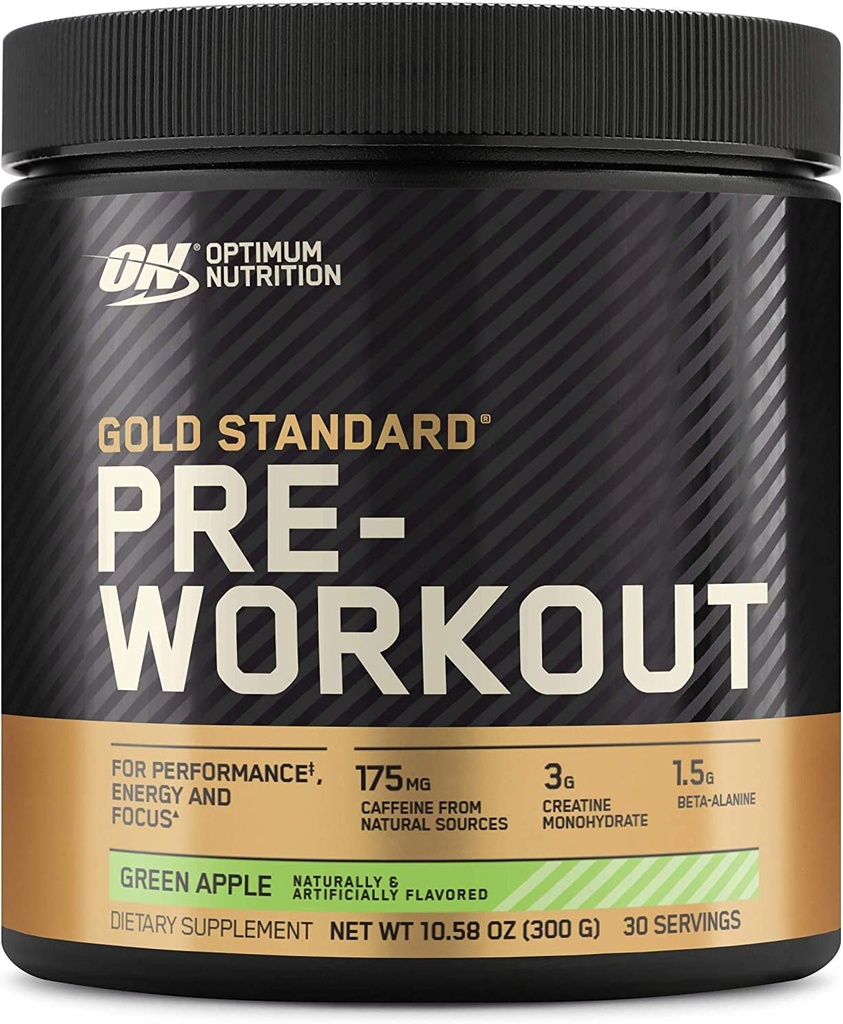 ON® OPTIMUM
NUTRITION
GOLD STANDARD®
PRE-
WORKOUT
FOR PERFORMANCE‡,
ENERGY AND
FOCUS▲
175MG
CAFFEINE FROM
NATURAL SOURCES
3G
CREATINE
MONOHYDRATE
1.5G
BETA-ALANINE
GREEN APPLE
NATURALLY &
ARTIFICIALLY FLAVORED
DIETARY SUPPLEMENT NET WT 10.58 OZ (300 G) 30 SERVINGS